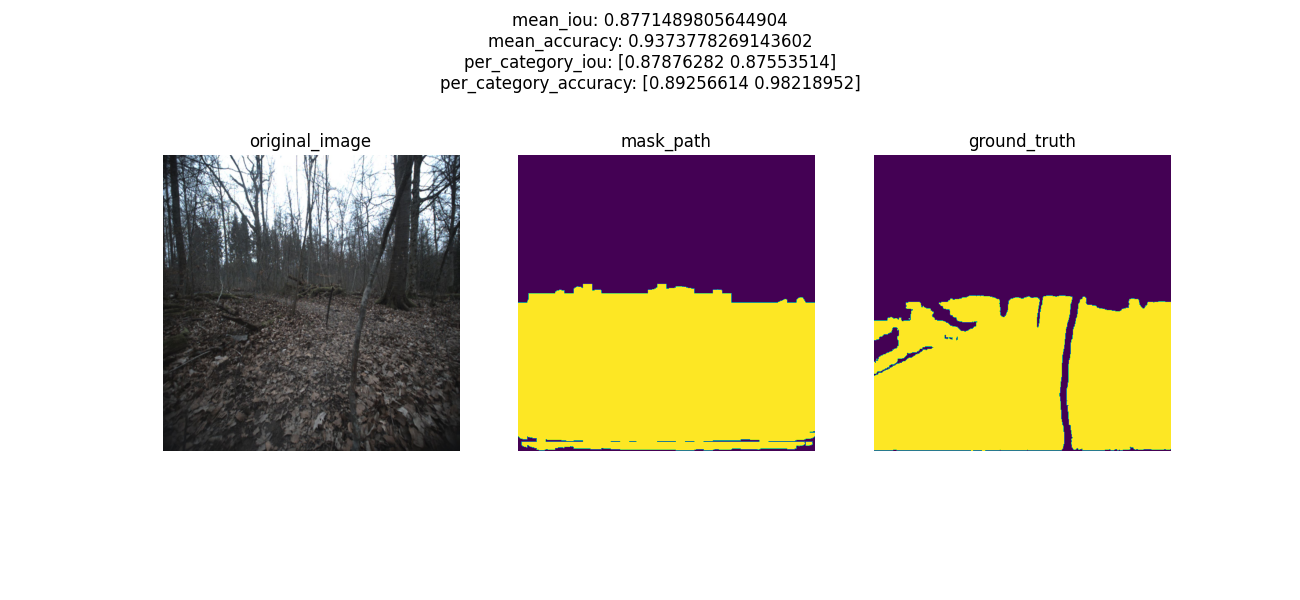 mean_iou: 0.8771489805644904
mean_accuracy: 0.9373778269143602
per_category_iou: [0.87876282 0.87553514]
per_category_accuracy: [0.89256614 0.98218952]
original_image
mask_path
ground_truth